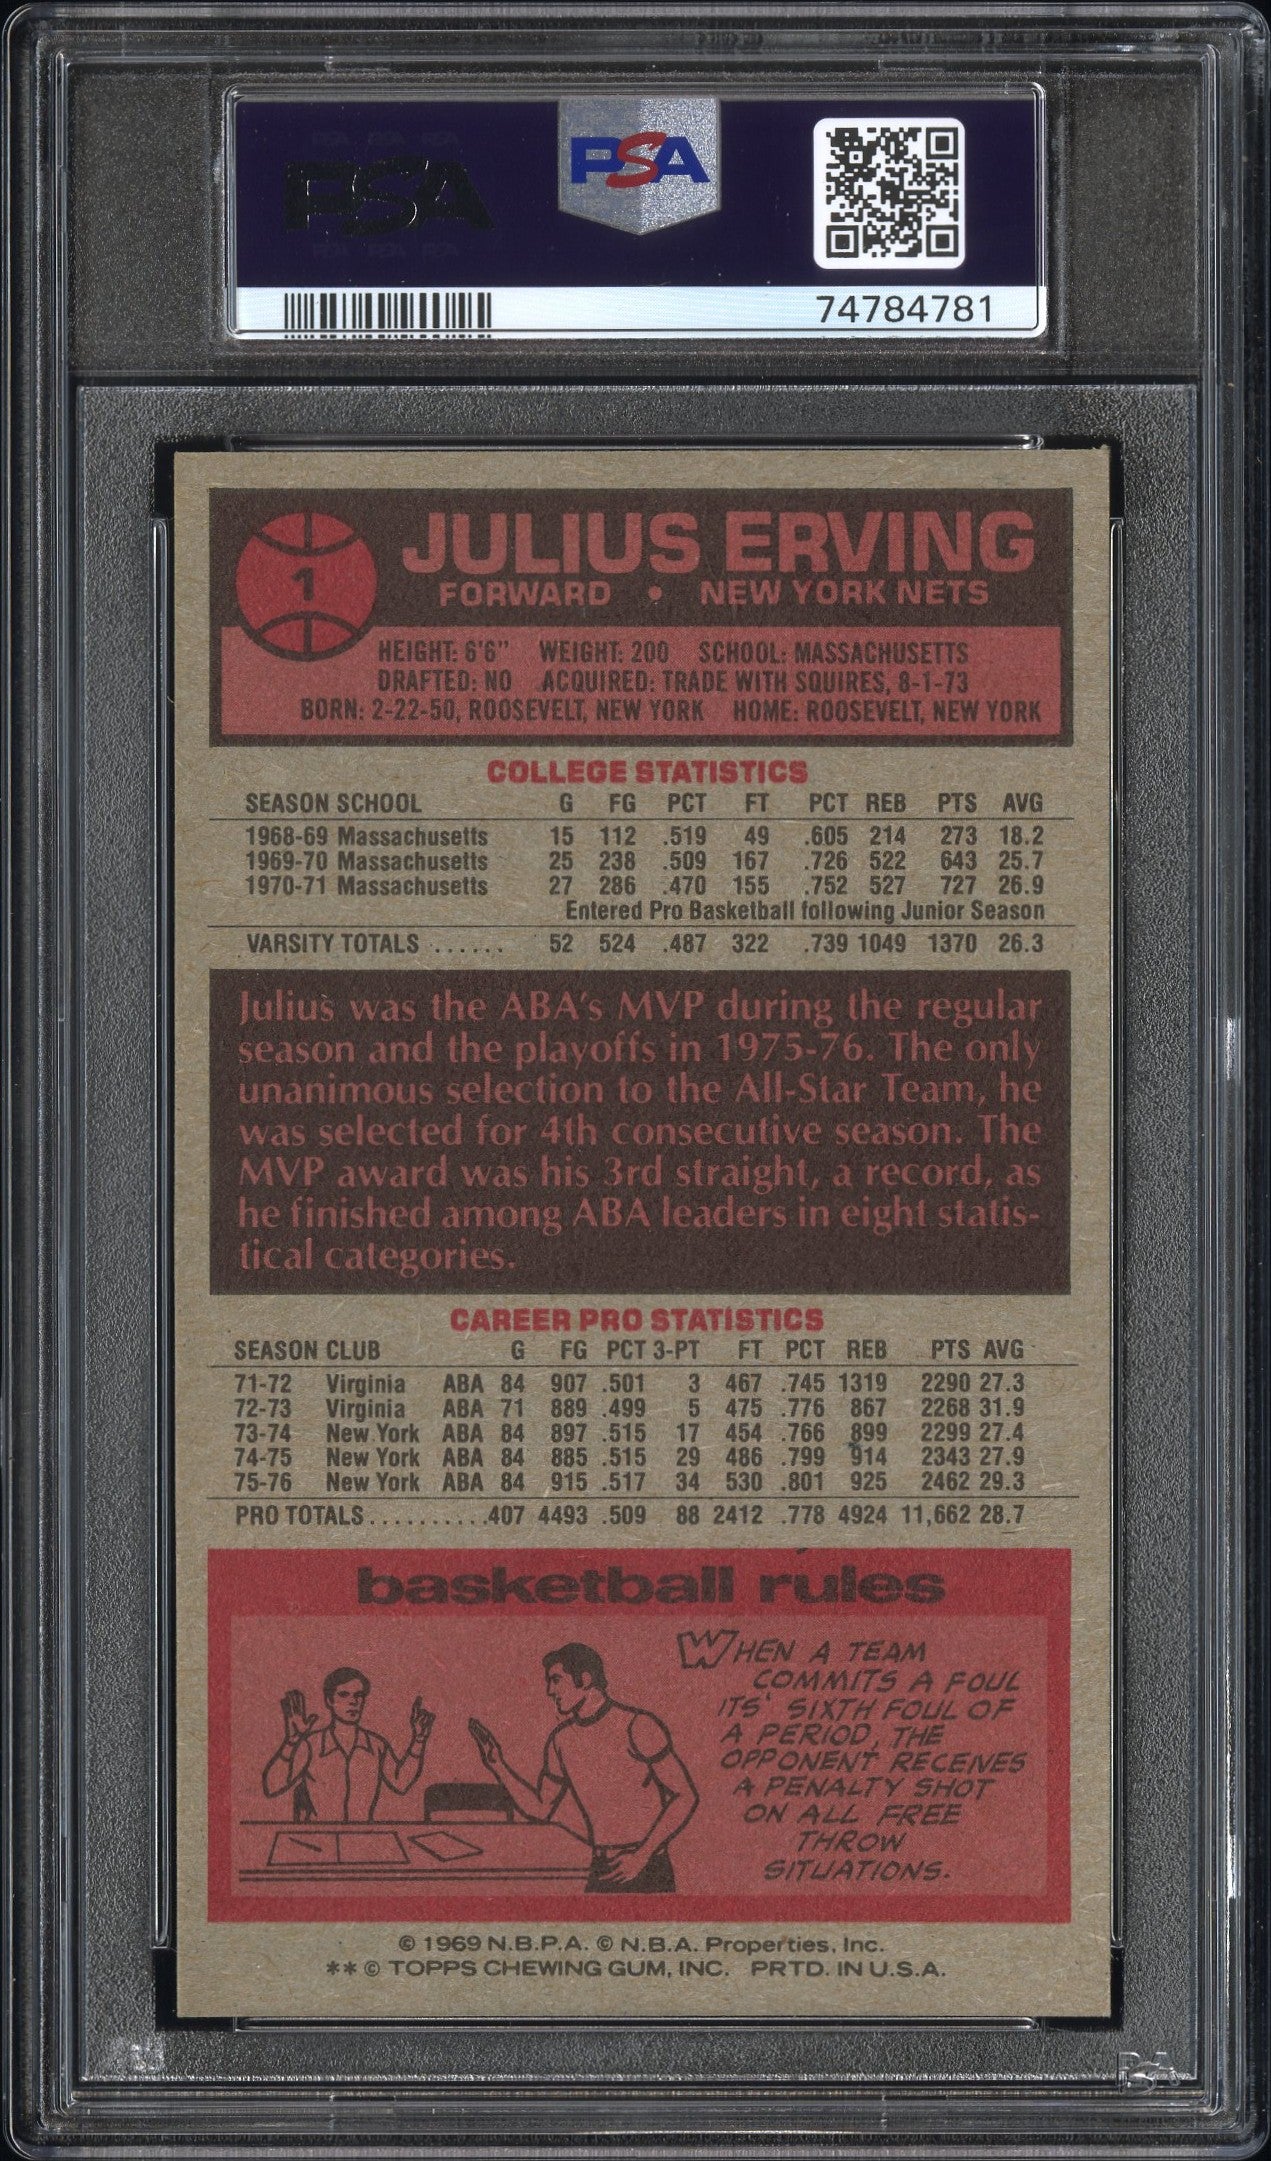 PSA
PSA
74784781
1
JULIUS ERVING
FORWARD • NEW YORK NETS
HEIGHT: 6'6" WEIGHT: 200 SCHOOL: MASSACHUSETTS
DRAFTED: NO ACQUIRED: TRADE WITH SQUIRES, 8-1-73
BORN: 2-22-50, ROOSEVELT, NEW YORK HOME: ROOSEVELT, NEW YORK
COLLEGE STATISTICS
SEASON SCHOOL G FG PCT FT PCT REB PTS AVG
1968-69 Massachusetts 15 112 .519 49 .605 214 273 18.2
1969-70 Massachusetts 25 238 .509 167 .726 522 643 25.7
1970-71 Massachusetts 27 286 .470 155 .752 527 727 26.9
Entered Pro Basketball following Junior Season
VARSITY TOTALS ...... 52 524 .487 322 .739 1049 1370 26.3
Julius was the ABA's MVP during the regular
season and the playoffs in 1975-76. The only
unanimous selection to the All-Star Team, he
was selected for 4th consecutive season. The
MVP award was his 3rd straight, a record, as
he finished among ABA leaders in eight statis-
tical categories.
CAREER PRO STATISTICS
SEASON CLUB G FG PCT 3-PT FT PCT REB PTS AVG
71-72 Virginia ABA 84 907 .501 3 467 .745 1319 2290 27.3
72-73 Virginia ABA 71 889 .499 5 475 .776 867 2268 31.9
73-74 New York ABA 84 897 .515 17 454 .766 899 2299 27.4
74-75 New York ABA 84 885 .515 29 486 .799 914 2343 27.9
75-76 New York ABA 84 915 .517 34 530 .801 925 2462 29.3
PRO TOTALS..........407 4493 .509 88 2412 .778 4924 11,662 28.7
basketball rules
WHEN A TEAM
COMMITS A FOUL
ITS' SIXTH FOUL OF
A PERIOD, THE
OPPONENT RECEIVES
A PENALTY SHOT
ON ALL FREE
THROW
SITUATIONS.
© 1969 N.B.P.A. © N.B.A. Properties, Inc.
** © TOPPS CHEWING GUM, INC. PRTD. IN U.S.A.
PSA